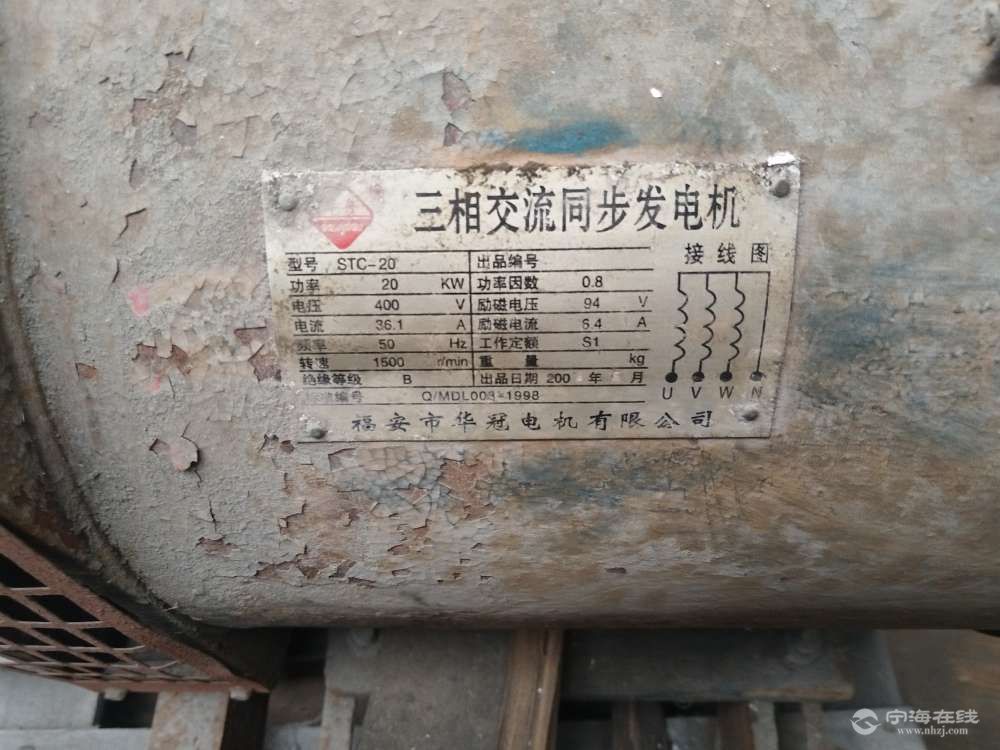 三相交流同步发电机
型号 STC-20 出品编号
功率 20 KW 功率因数 0.8
电压 400 V 励磁电压 94 V
电流 36.1 A 励磁电流 6.4 A
频率 50 Hz 工作定额 S1
转速 1500 r/min 重量 kg
绝缘等级 B 出品日期 200 年 月
编号 Q/MDL008-1998
接线图
U V W N
福安市华冠电机有限公司
宁海在线
www.nhzj.com